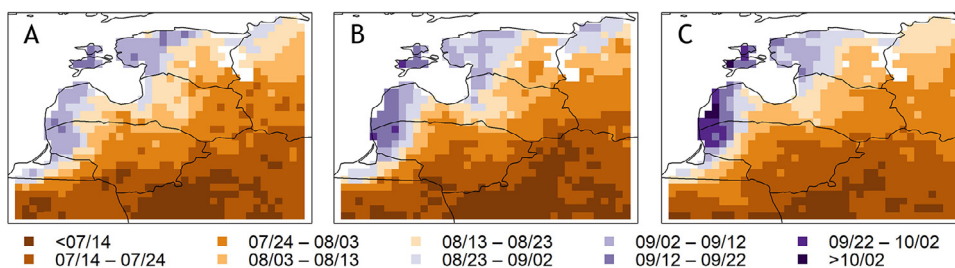 A B C
<07/14 07/24 – 08/03 08/13 – 08/23 09/02 – 09/12 09/22 – 10/02
07/14 – 07/24 08/03 – 08/13 08/23 – 09/02 09/12 – 09/22 >10/02